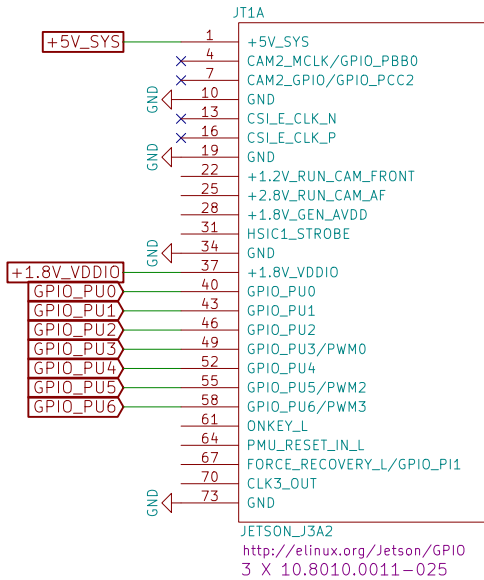 JT1A
+5V_SYS 1 +5V_SYS
4 CAM2_MCLK/GPIO_PBB0
7 CAM2_GPIO/GPIO_PCC2
GND 10 GND
13 CSI_E_CLK_N
16 CSI_E_CLK_P
GND 19 GND
22 +1.2V_RUN_CAM_FRONT
25 +2.8V_RUN_CAM_AF
28 +1.8V_GEN_AVDD
31 HSIC1_STROBE
GND 34 GND
+1.8V_VDDIO 37 +1.8V_VDDIO
GPIO_PU0 40 GPIO_PU0
GPIO_PU1 43 GPIO_PU1
GPIO_PU2 46 GPIO_PU2
GPIO_PU3 49 GPIO_PU3/PWM0
GPIO_PU4 52 GPIO_PU4
GPIO_PU5 55 GPIO_PU5/PWM2
GPIO_PU6 58 GPIO_PU6/PWM3
61 ONKEY_L
64 PMU_RESET_IN_L
67 FORCE_RECOVERY_L/GPIO_PI1
70 CLK3_OUT
GND 73 GND
JETSON_J3A2
http://elinux.org/Jetson/GPIO
3 X 10.8010.0011-025